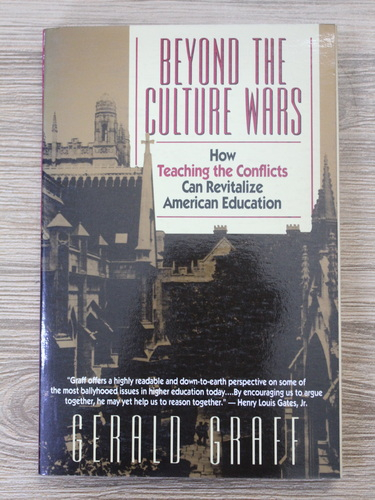 BEYOND THE
CULTURE WARS
How
Teaching the Conflicts
Can Revitalize
American Education
"Graff offers a highly readable and down-to-earth perspective on some of
the most ballyhooed issues in higher education today....By encouraging us to argue
together, he may yet help us to reason together." — Henry Louis Gates, Jr.
GERALD GRAFF